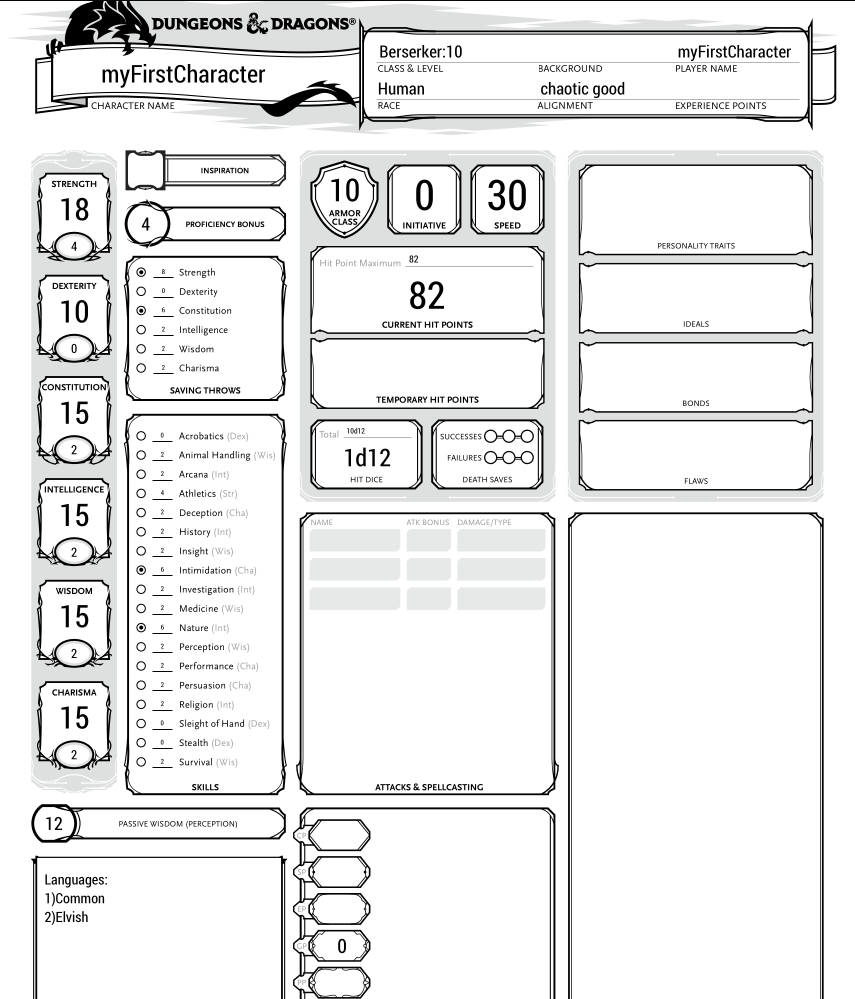 DUNGEONS & DRAGONS®
myFirstCharacter
CHARACTER NAME
Berserker:10 myFirstCharacter
CLASS & LEVEL BACKGROUND PLAYER NAME
Human chaotic good
RACE ALIGNMENT EXPERIENCE POINTS
STRENGTH
18
4
DEXTERITY
10
0
CONSTITUTION
15
2
INTELLIGENCE
15
2
WISDOM
15
2
CHARISMA
15
2
INSPIRATION
4 PROFICIENCY BONUS
8 Strength
0 Dexterity
6 Constitution
2 Intelligence
2 Wisdom
2 Charisma
SAVING THROWS
0 Acrobatics (Dex)
2 Animal Handling (Wis)
2 Arcana (Int)
4 Athletics (Str)
2 Deception (Cha)
2 History (Int)
2 Insight (Wis)
6 Intimidation (Cha)
2 Investigation (Int)
2 Medicine (Wis)
6 Nature (Int)
2 Perception (Wis)
2 Performance (Cha)
2 Persuasion (Cha)
2 Religion (Int)
0 Sleight of Hand (Dex)
0 Stealth (Dex)
2 Survival (Wis)
SKILLS
12 PASSIVE WISDOM (PERCEPTION)
Languages:
1)Common
2)Elvish
10
ARMOR
CLASS
0
INITIATIVE
30
SPEED
Hit Point Maximum 82
82
CURRENT HIT POINTS
TEMPORARY HIT POINTS
Total 10d12
1d12
HIT DICE
SUCCESSES
FAILURES
DEATH SAVES
NAME ATK BONUS DAMAGE/TYPE
ATTACKS & SPELLCASTING
CP
SP
EP
GP 0
PP
PERSONALITY TRAITS
IDEALS
BONDS
FLAWS